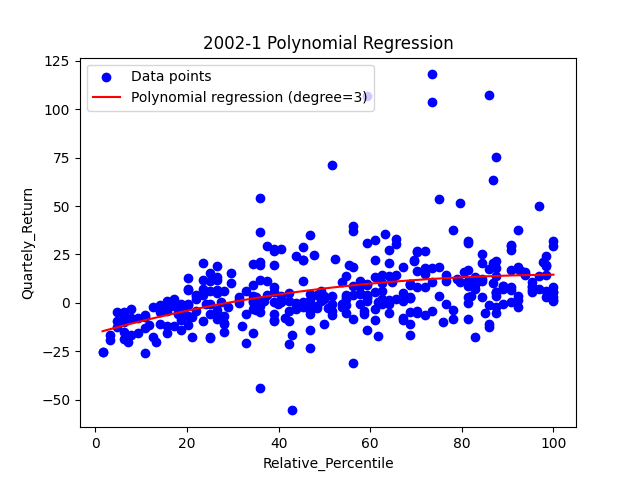 2002-1 Polynomial Regression
Data points
Polynomial regression (degree=3)
Quartely_Return
125
100
75
50
25
0
−25
−50
0 20 40 60 80 100
Relative_Percentile